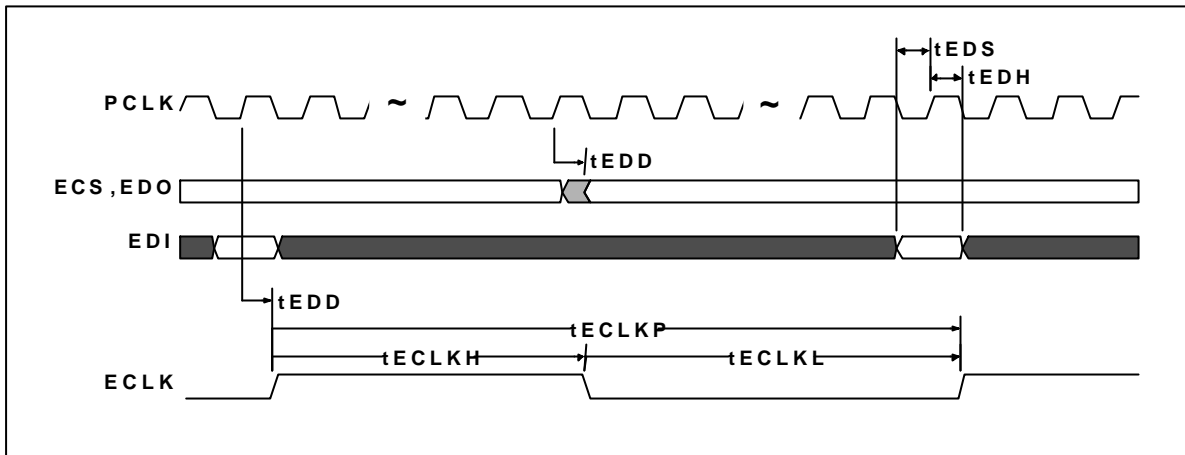 tEDS
tEDH
PCLK ~ ~
tEDD
ECS,EDO
EDI
tEDD
tECLKP
tECLKH tECLKL
ECLK